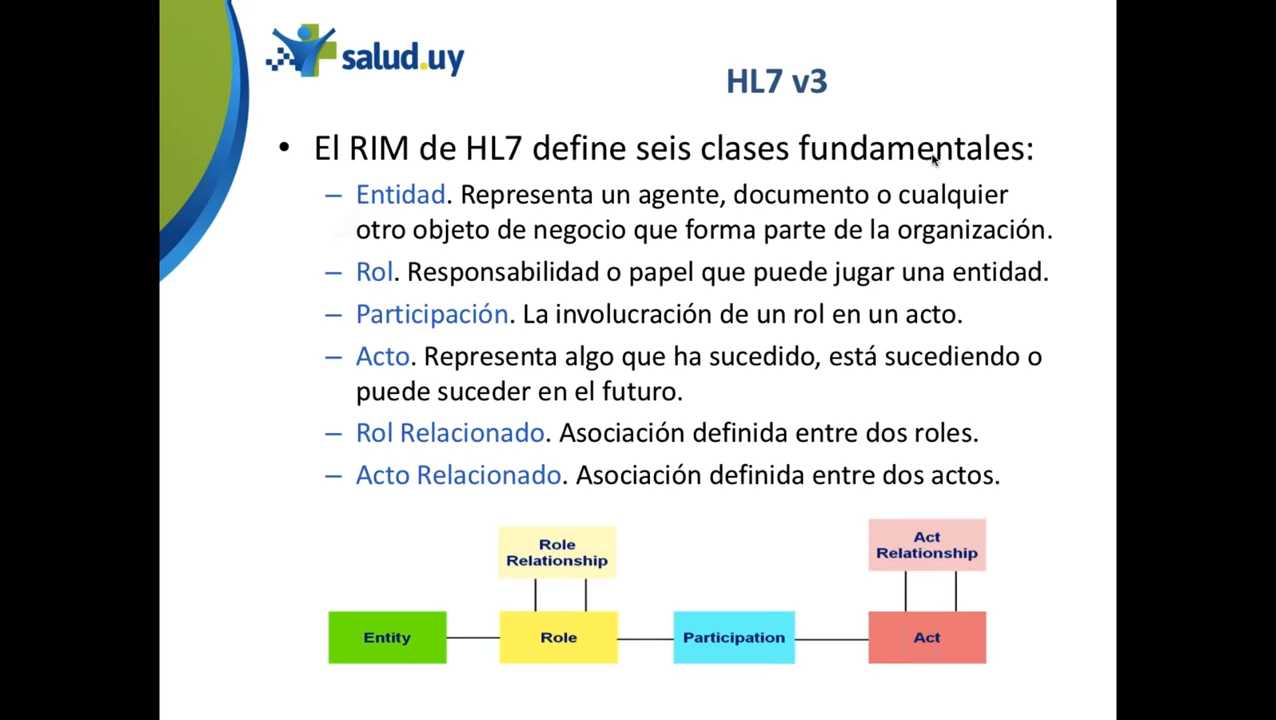 salud.uy
HL7 v3
• El RIM de HL7 define seis clases fundamentales:
– Entidad. Representa un agente, documento o cualquier
otro objeto de negocio que forma parte de la organización.
– Rol. Responsabilidad o papel que puede jugar una entidad.
– Participación. La involucración de un rol en un acto.
– Acto. Representa algo que ha sucedido, está sucediendo o
puede suceder en el futuro.
– Rol Relacionado. Asociación definida entre dos roles.
– Acto Relacionado. Asociación definida entre dos actos.
Role
Relationship
Act
Relationship
Entity
Role
Participation
Act